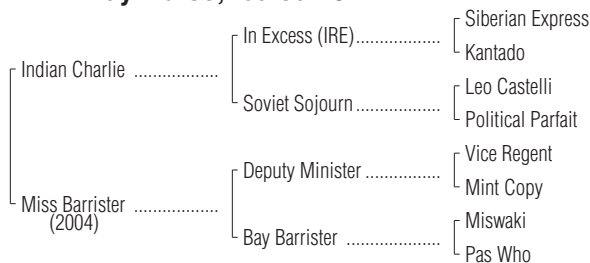 Siberian Express
In Excess (IRE)
Kantado
Indian Charlie
Leo Castelli
Soviet Sojourn
Political Parfait
Vice Regent
Deputy Minister
Mint Copy
Miss Barrister
(2004)
Miswaki
Bay Barrister
Pas Who